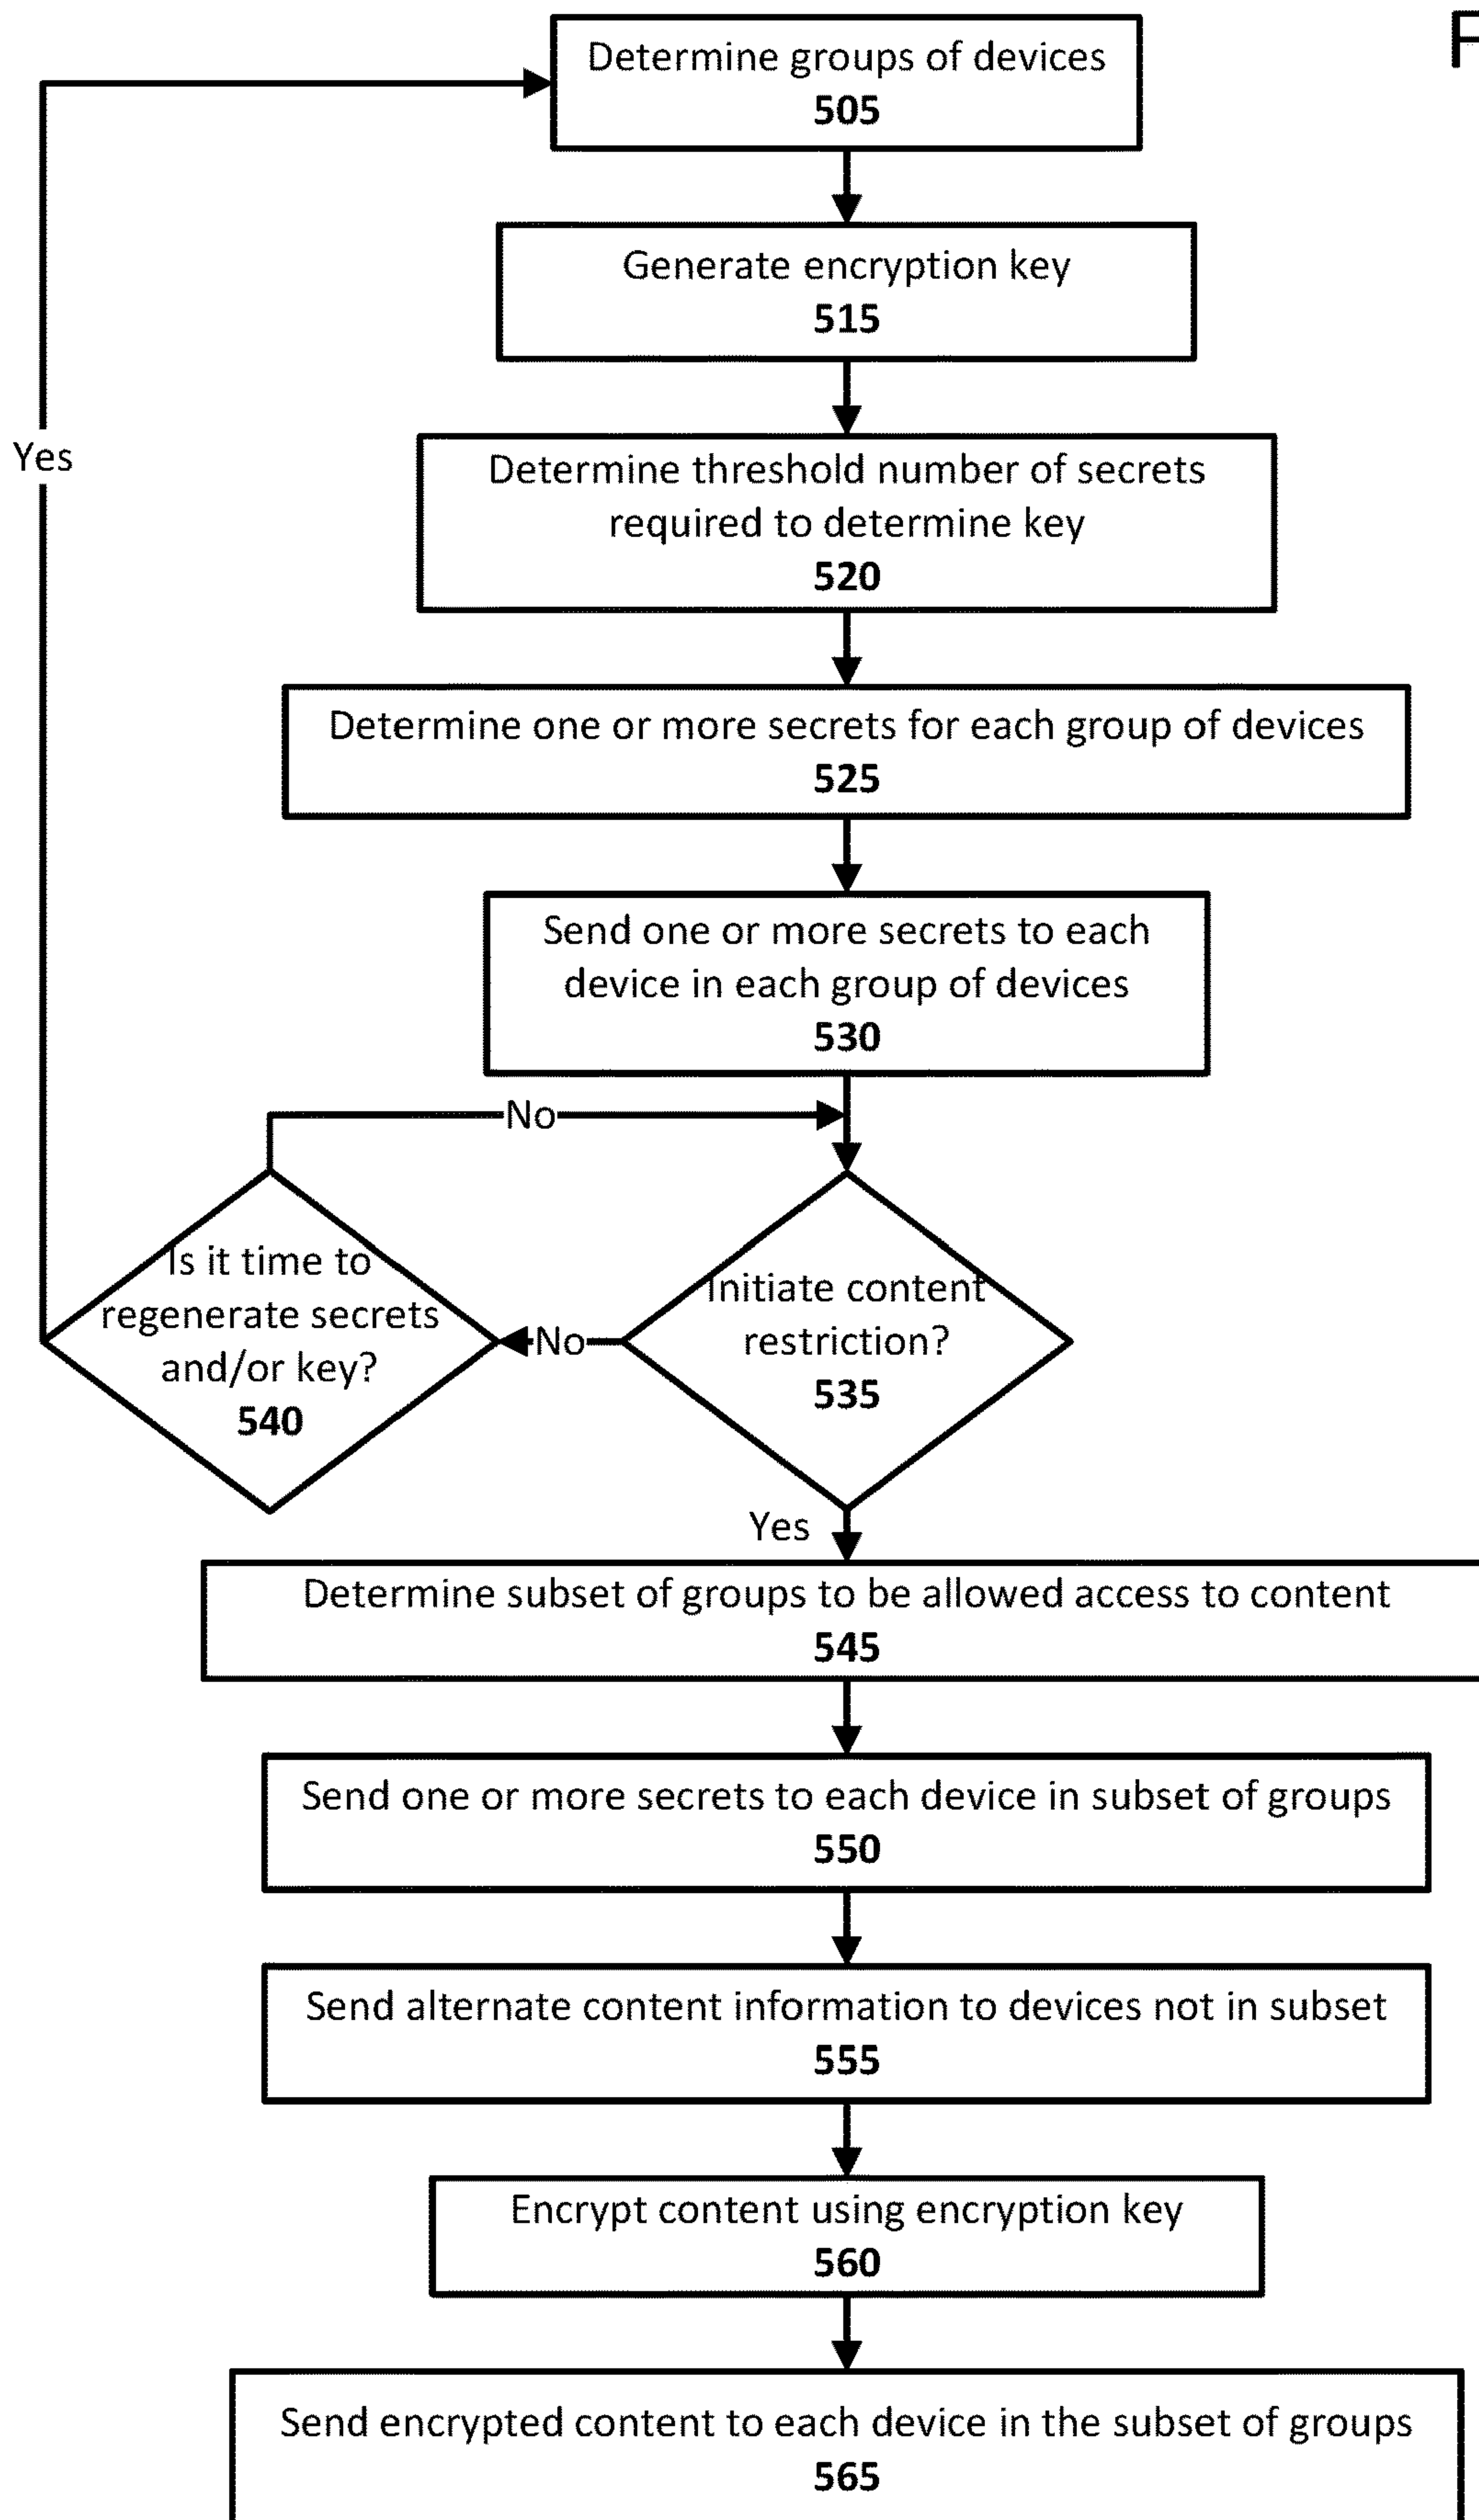 Determine groups of devices
505
Generate encryption key
515
Yes
Determine threshold number of secrets
required to determine key
520
Determine one or more secrets for each group of devices
525
Send one or more secrets to each
device in each group of devices
530
No
Is it time to
regenerate secrets
and/or key?
540
No
Initiate content
restriction?
535
Yes
Determine subset of groups to be allowed access to content
545
Send one or more secrets to each device in subset of groups
550
Send alternate content information to devices not in subset
555
Encrypt content using encryption key
560
Send encrypted content to each device in the subset of groups
565